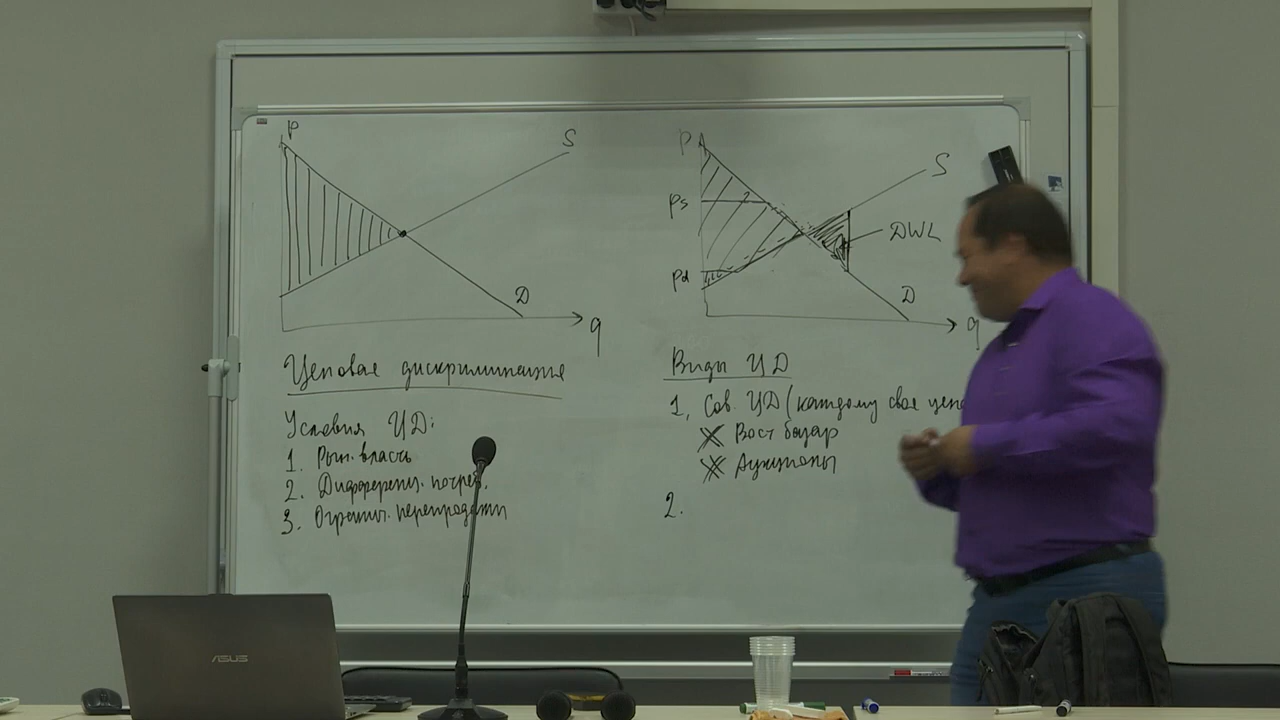 P
S
D
q
Ценовая дискриминация
Условия ЦД:
1. Рын. власть
2. Дифференц. потреб.
3. Огранич. перепродажи
P
S
Ps
DWL
Pd
D
q
Виды ЦД
1. Сов. ЦД (каждому своя цена
Вост базар
Аукционы
2.
ASUS